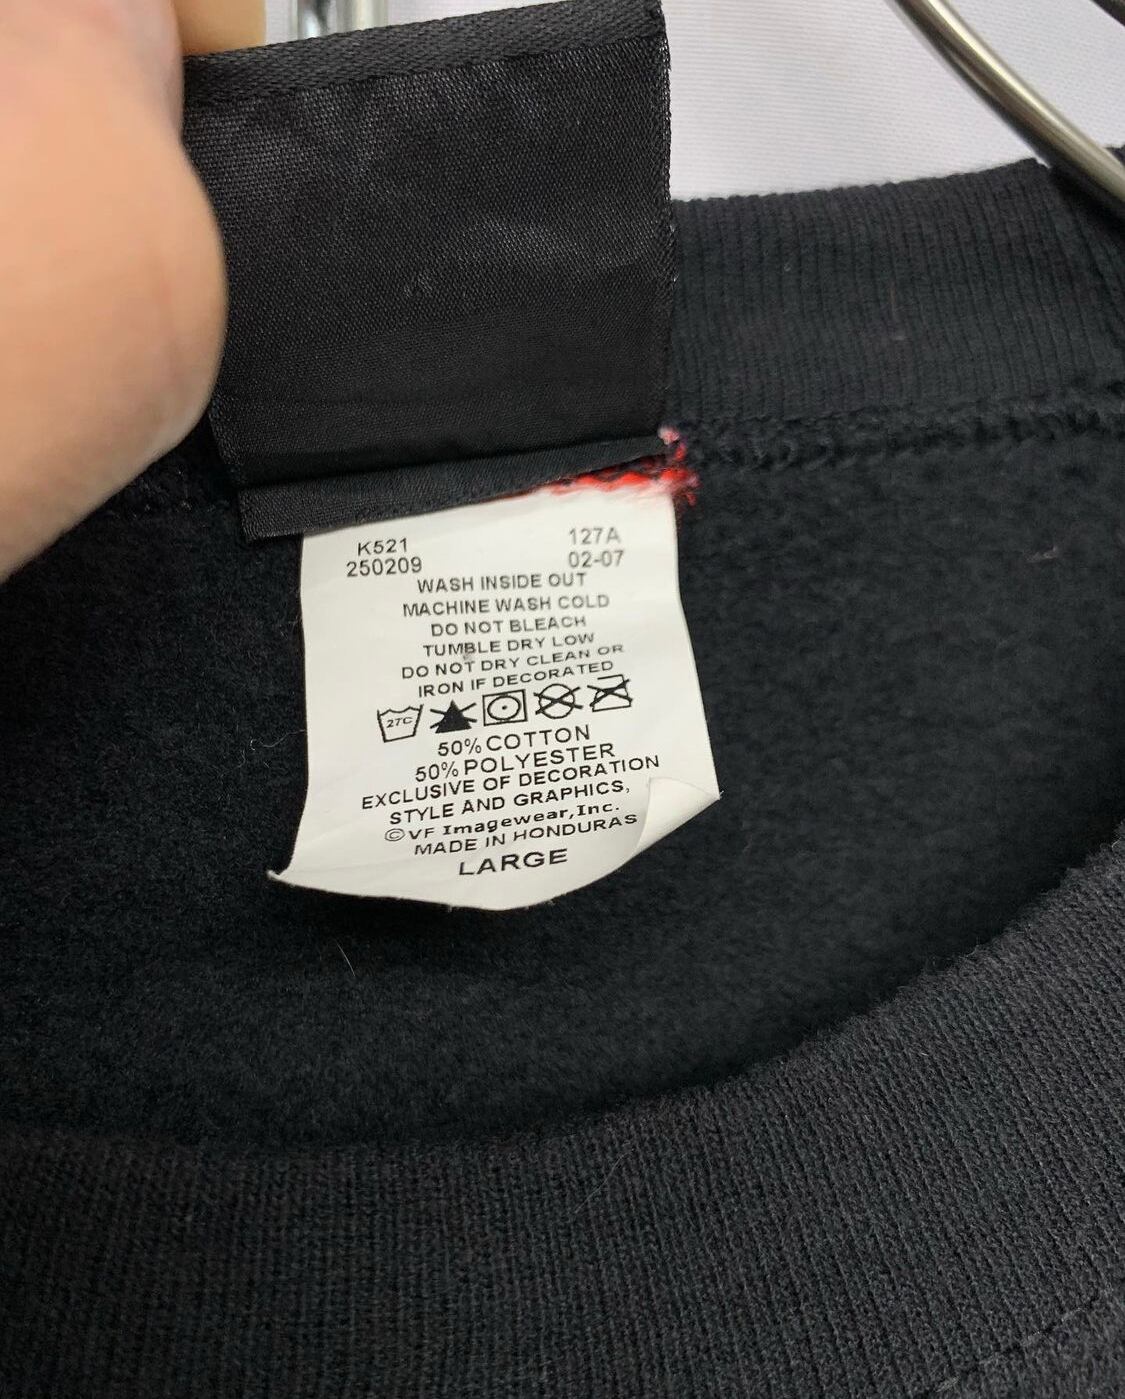 K521 127A
250209 02-07
WASH INSIDE OUT
MACHINE WASH COLD
DO NOT BLEACH
TUMBLE DRY LOW
DO NOT DRY CLEAN OR
IRON IF DECORATED
27C
50% COTTON
50% POLYESTER
EXCLUSIVE OF DECORATION
STYLE AND GRAPHICS,
©VF Imagewear,Inc.
MADE IN HONDURAS
LARGE